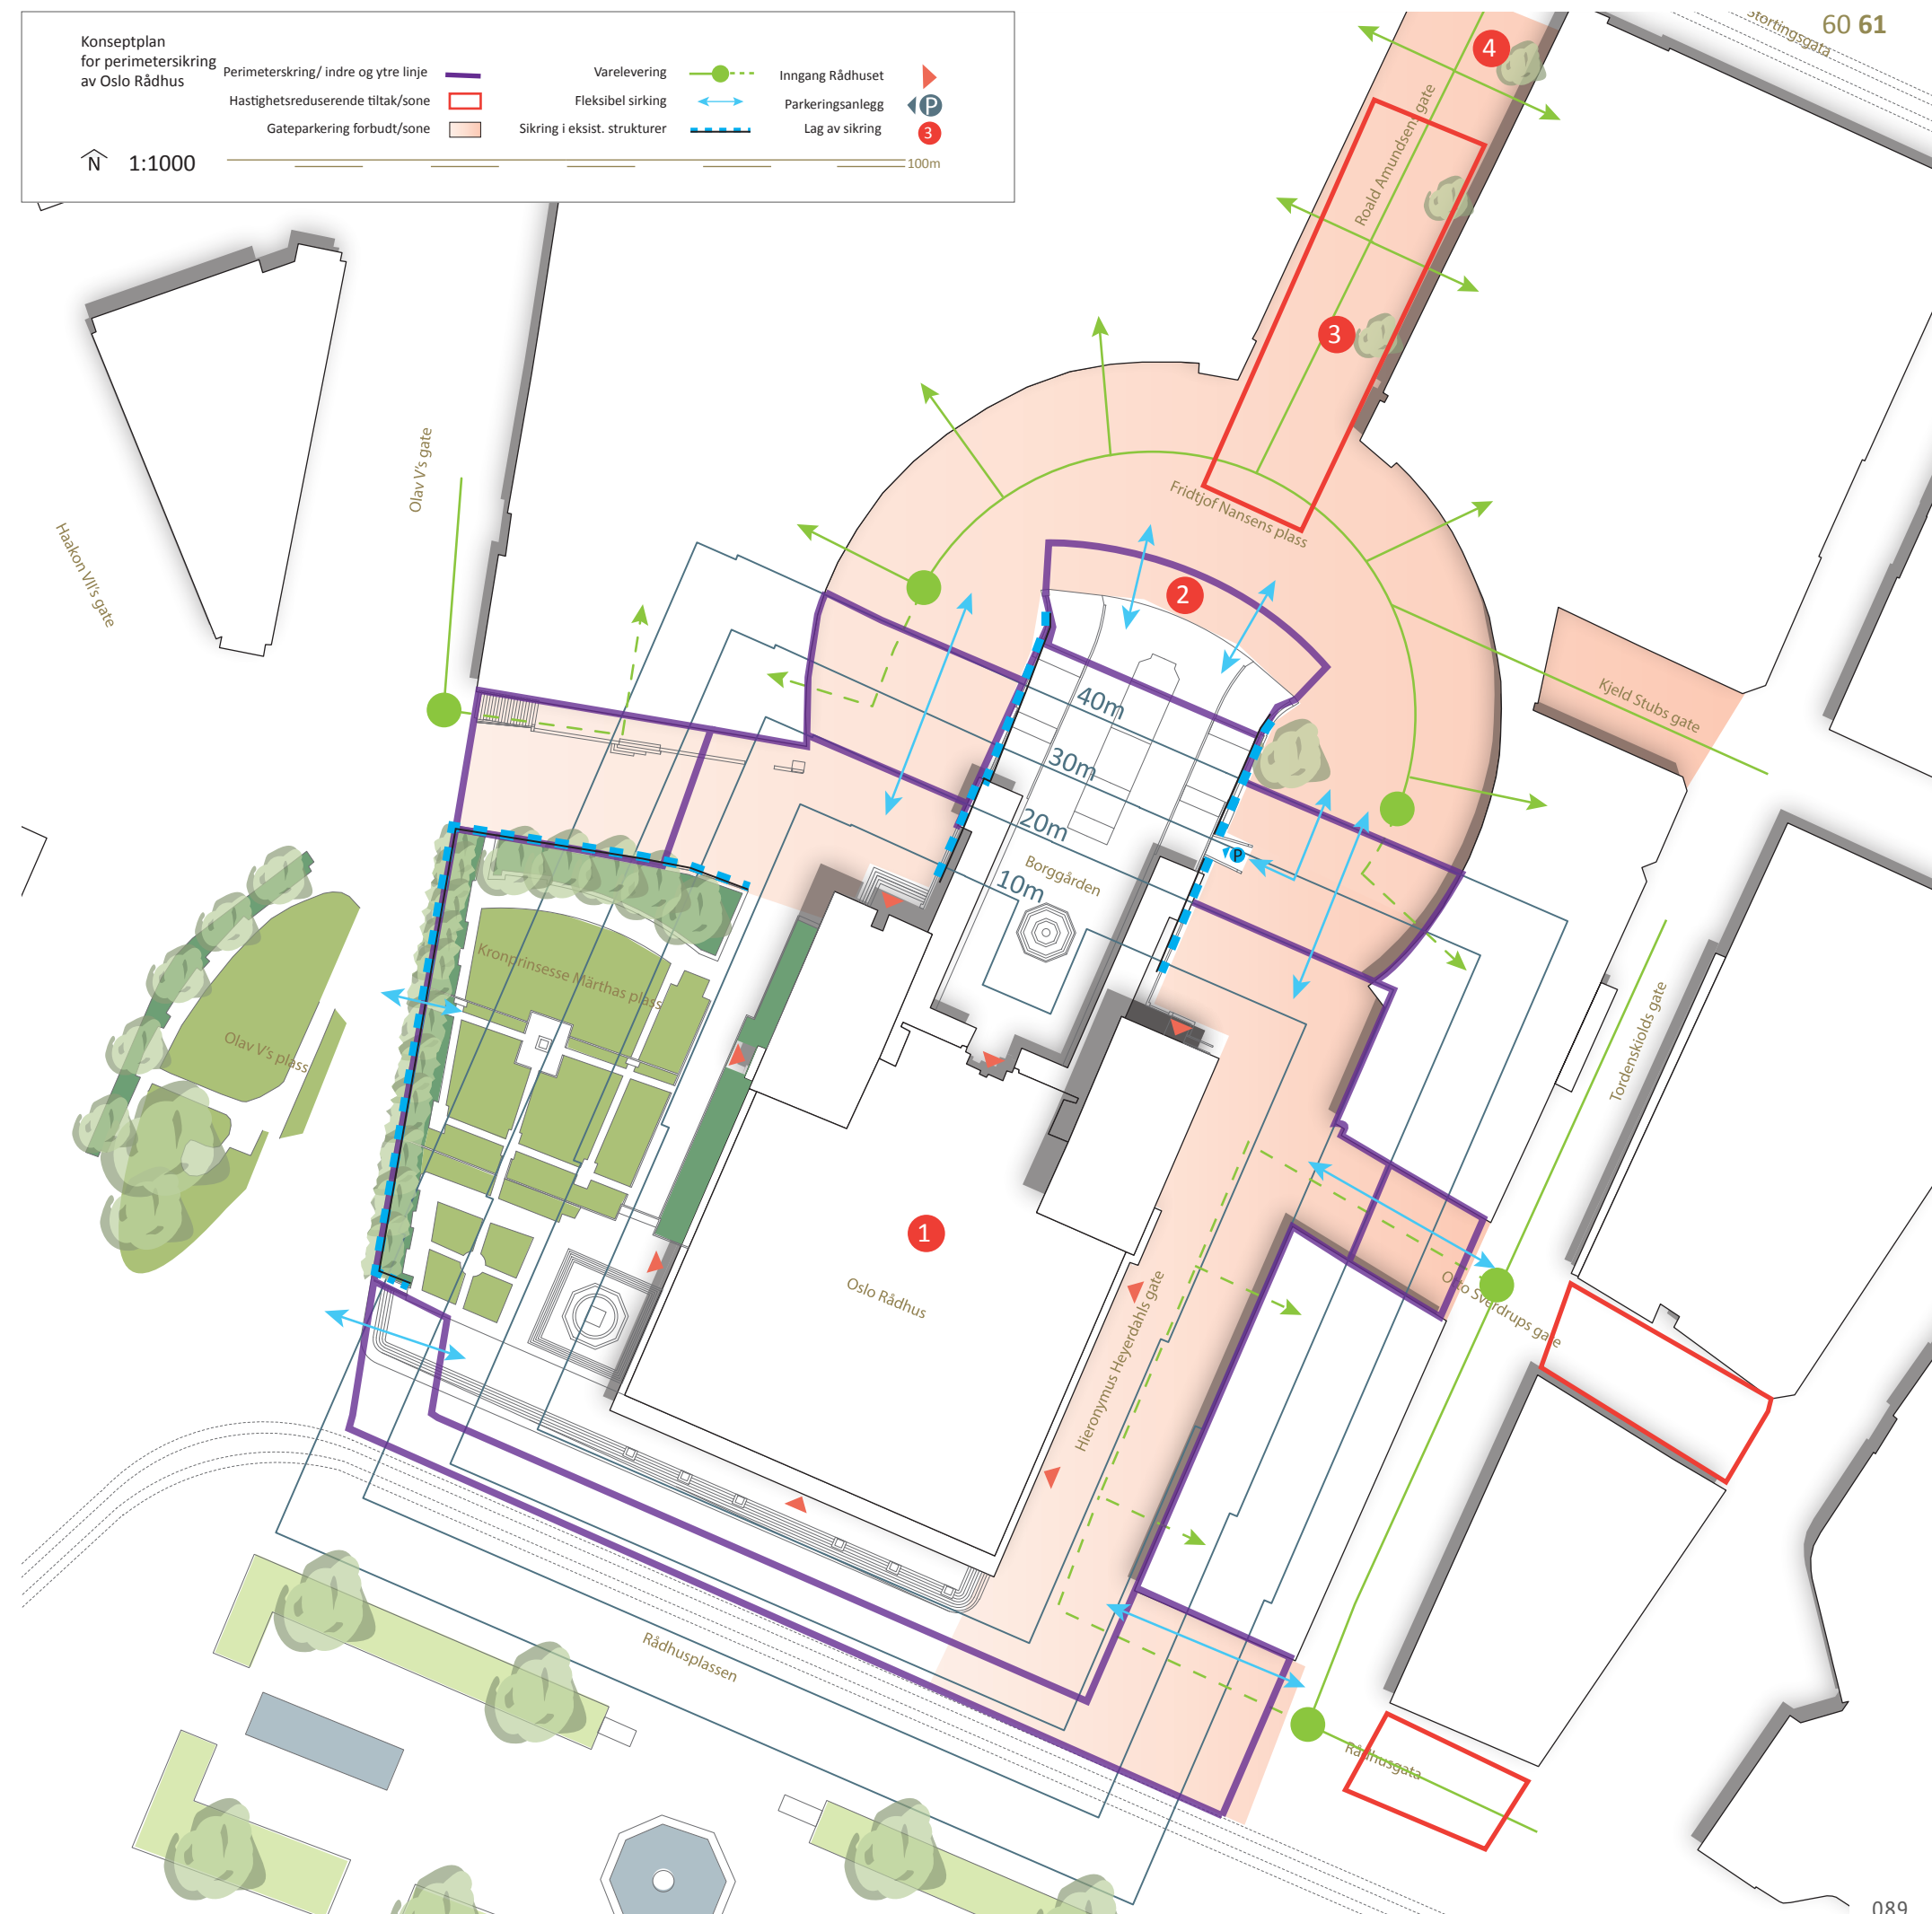 Konseptplan
for perimetersikring
av Oslo Rådhus
Perimeterskring/ indre og ytre linje
Hastighetsreduserende tiltak/sone
Gateparkering forbudt/sone
Varelevering
Fleksibel sirking
Sikring i eksist. strukturer
Inngang Rådhuset
Parkeringsanlegg
P
Lag av sikring
3
N
1:1000
100m
60 61
Stortingsgata
4
Roald Amundsens gate
3
Olav V's gate
Haakon VII's gate
Fridtjof Nansens plass
2
Kjeld Stubs gate
40m
30m
20m
10m
P
Borggården
Kronprinsesse Märthas plass
Olav V's plass
Tordenskiolds gate
1
Oslo Rådhus
Otto Sverdrups gate
Hieronymus Heyerdahls gate
Rådhusplassen
Rådhusgata
089